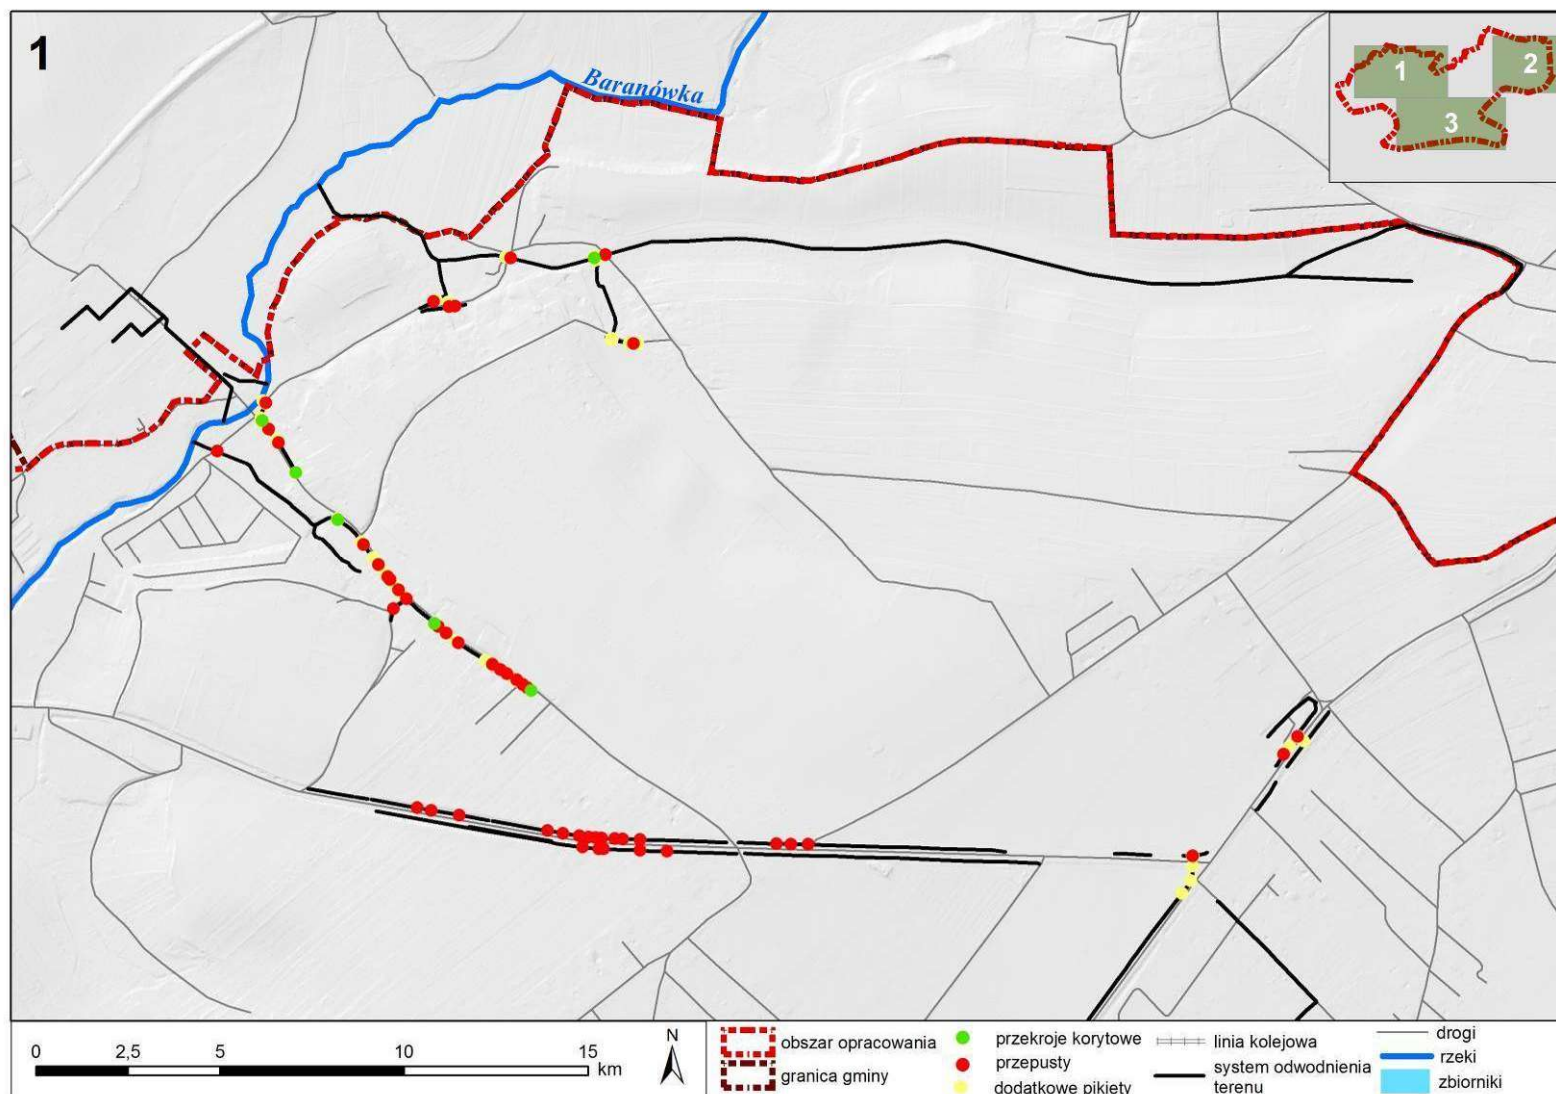 1
Baranówka
1
2
3
0
2,5
5
10
15
km
N
obszar opracowania
granica gminy
przekroje korytowe
przepusty
dodatkowe pikiety
linia kolejowa
system odwodnienia
terenu
drogi
rzeki
zbiorniki